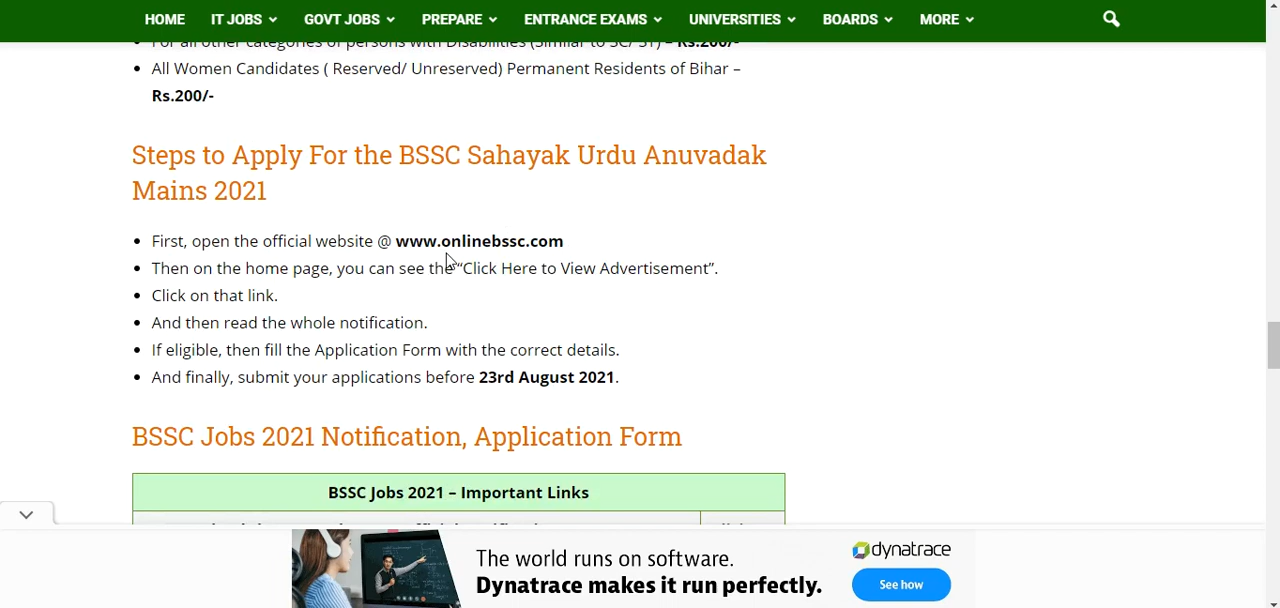 HOME IT JOBS GOVT JOBS PREPARE ENTRANCE EXAMS UNIVERSITIES BOARDS MORE
For all other categories of persons with Disabilities (Similar to SC/ ST) – Rs.200/-
All Women Candidates ( Reserved/ Unreserved) Permanent Residents of Bihar –
Rs.200/-
Steps to Apply For the BSSC Sahayak Urdu Anuvadak
Mains 2021
First, open the official website @ www.onlinebssc.com
Then on the home page, you can see the “Click Here to View Advertisement”.
Click on that link.
And then read the whole notification.
If eligible, then fill the Application Form with the correct details.
And finally, submit your applications before 23rd August 2021.
BSSC Jobs 2021 Notification, Application Form
BSSC Jobs 2021 – Important Links
The world runs on software.
Dynatrace makes it run perfectly.
dynatrace
See how